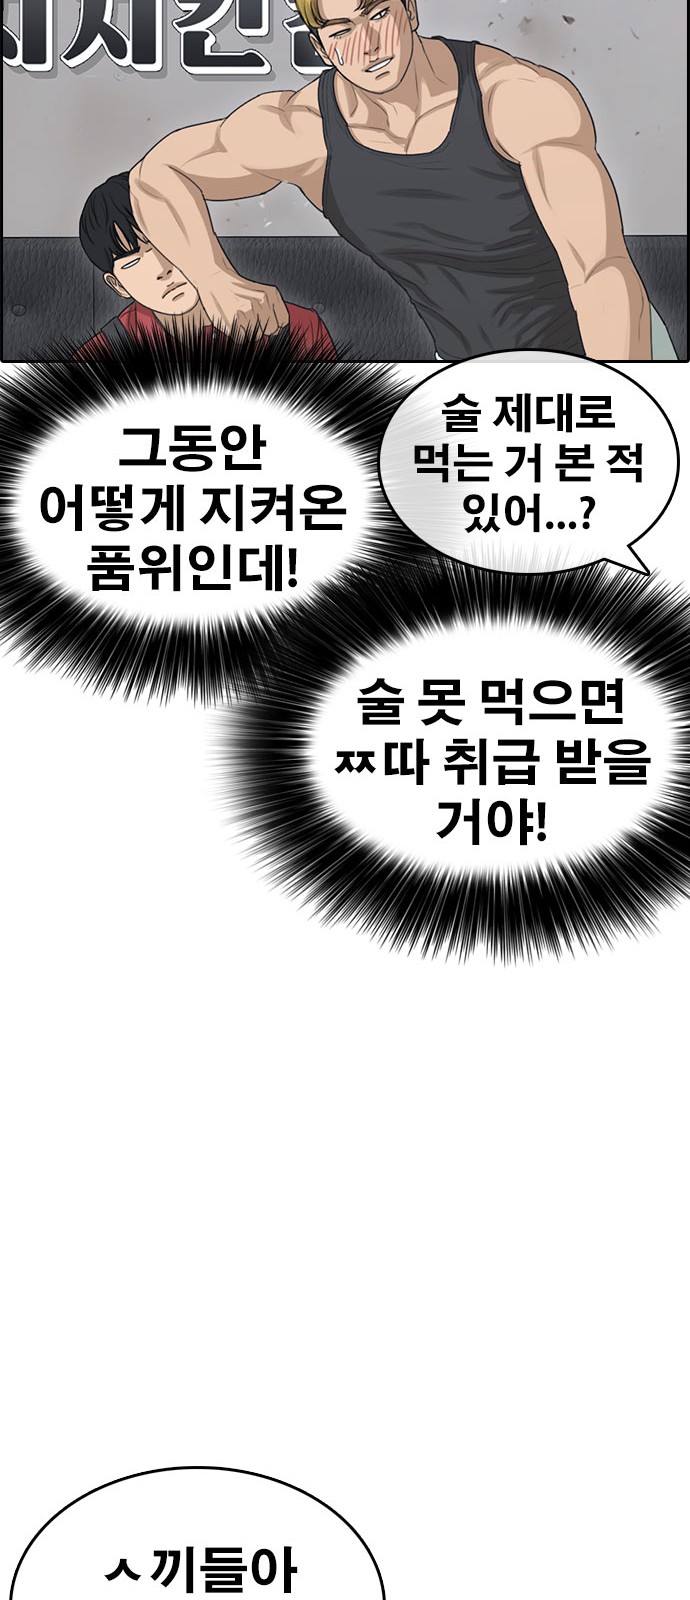 그동안
어떻게 지켜온
품위인데!
술 제대로
먹는 거 본 적
있어...?
술 못 먹으면
ㅉ따 취급 받을
거야!
ㅅ끼들아